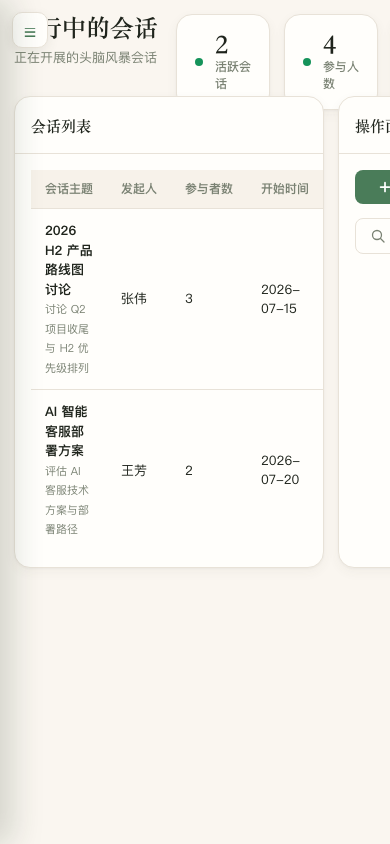 行中的会话
正在开展的头脑风暴会话
2
活跃会
话
4
参与人
数
会话列表
会话主题 发起人 参与者数 开始时间
2026
H2 产品
路线图
讨论
讨论 Q2
项目收尾
与 H2 优
先级排列
张伟
3
2026-
07-15
AI 智能
客服部
署方案
评估 AI
客服技术
方案与部
署路径
王芳
2
2026-
07-20
操作